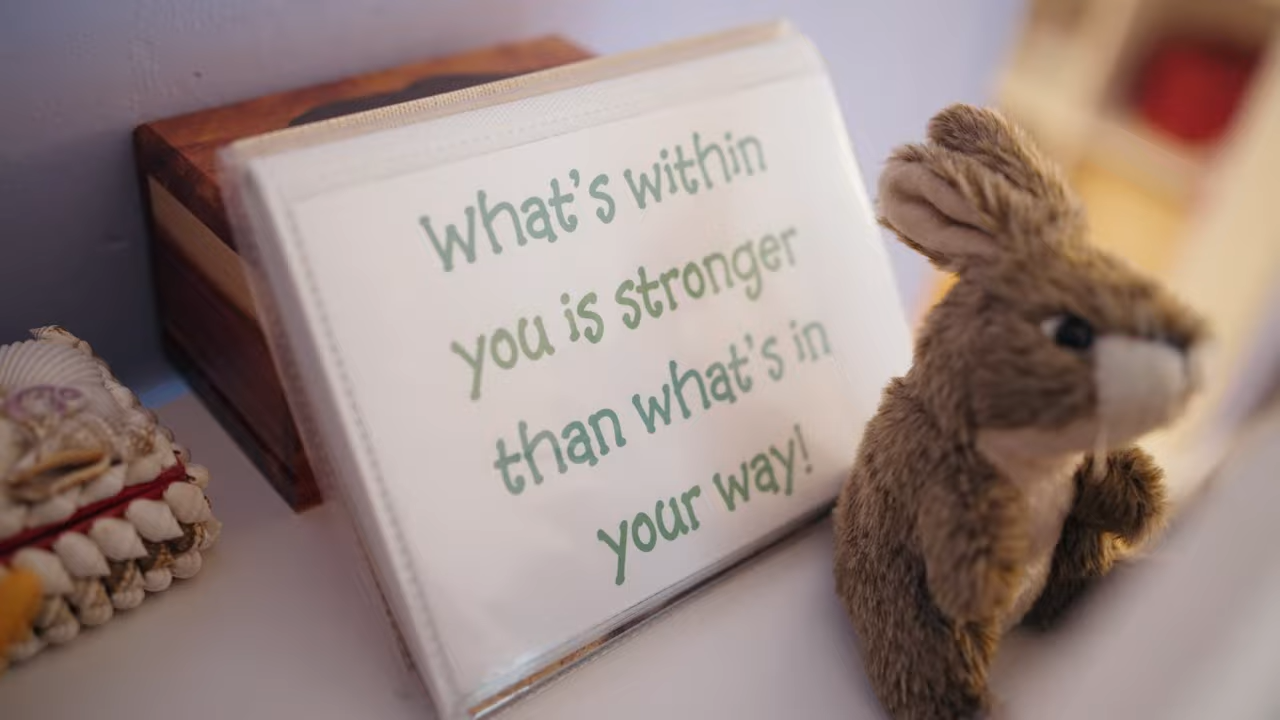 What's within
you is stronger
than what's in
your way!